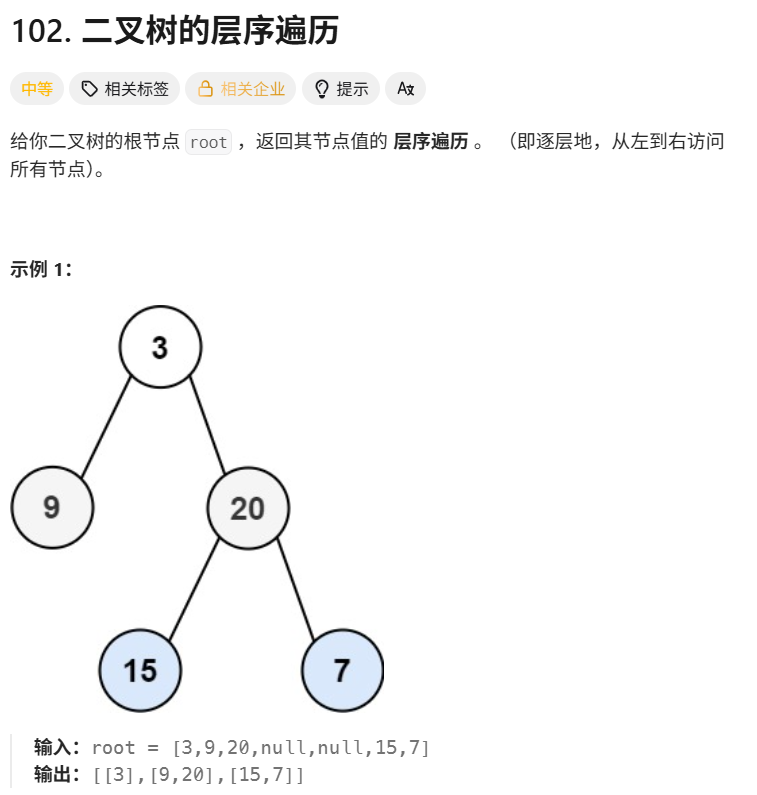 102. 二叉树的层序遍历
中等 相关标签 相关企业 提示 A文
给你二叉树的根节点 root ，返回其节点值的 层序遍历 。 （即逐层地，从左到右访问
所有节点）。
示例 1：
3
9 20
15 7
输入：root = [3,9,20,null,null,15,7]
输出：[[3],[9,20],[15,7]]